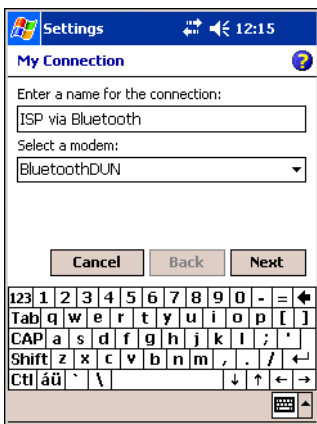 Settings 12:15
My Connection ?
Enter a name for the connection:
ISP via Bluetooth
Select a modem:
BluetoothDUN
Cancel Back Next
123 1 2 3 4 5 6 7 8 9 0 - = ←
Tab q w e r t y u i o p [ ]
CAP a s d f g h j k l ; '
Shift z x c v b n m , . / ↵
Ctl áü ` \ ↓ ↑ ← →